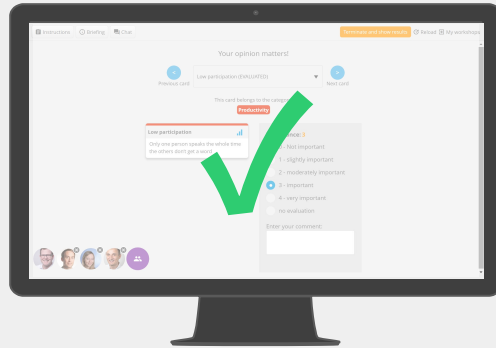 Instructions Briefing Chat Terminate and show results Reload My workshops
Your opinion matters!
Low participation
Previous card Next card
This card belongs to the
Productivity
Low participation
Only one person speaks the whole time
the others don't get a word
3
Not important
1 - slightly important
2 - moderately important
3 - important
4 - very important
no evaluation
Enter your comment: